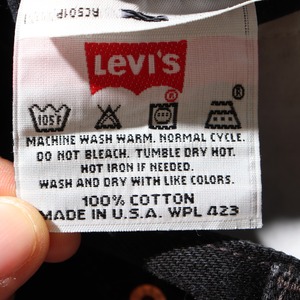 LEVI'S
®
105F
®
MACHINE WASH WARM. NORMAL CYCLE.
DO NOT BLEACH. TUMBLE DRY HOT.
HOT IRON IF NEEDED.
WASH AND DRY WITH LIKE COLORS.
100% COTTON
MADE IN U.S.A. WPL 423